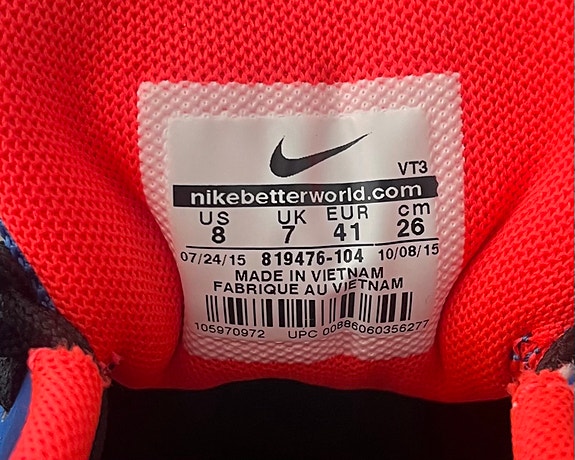 VT3
nikebetterworld.com
US UK EUR cm
8 7 41 26
07/24/15 819476-104 10/08/15
MADE IN VIETNAM
FABRIQUE AU VIETNAM
105970972 UPC 00886060356277